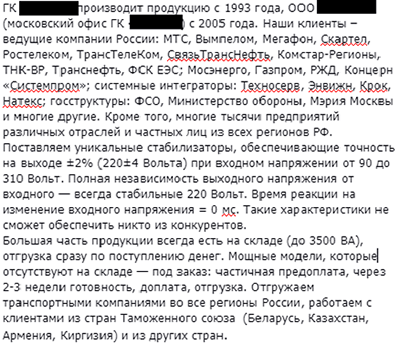 ГК производит продукцию с 1993 года, ООО
(московский офис ГК ) с 2005 года. Наши клиенты –
ведущие компании России: МТС, Вымпелом, Мегафон, Скартел,
Ростелеком, ТрансТелеКом, СвязьТрансНефть, Комстар-Регионы,
ТНК-ВР, Транснефть, ФСК ЕЭС; Мосэнерго, Газпром, РЖД, Концерн
«Системпром»; системные интеграторы: Техносерв, Энвижн, Крок,
Натекс; госструктуры: ФСО, Министерство обороны, Мэрия Москвы
и многие другие. Кроме того, многие тысячи предприятий
различных отраслей и частных лиц из всех регионов РФ.
Поставляем уникальные стабилизаторы, обеспечивающие точность
на выходе ±2% (220±4 Вольта) при входном напряжении от 90 до
310 Вольт. Полная независимость выходного напряжения от
входного — всегда стабильные 220 Вольт. Время реакции на
изменение входного напряжения = 0 мс. Такие характеристики не
сможет обеспечить никто из конкурентов.
Большая часть продукции всегда есть на складе (до 3500 ВА),
отгрузка сразу по поступлению денег. Мощные модели, которые
отсутствуют на складе — под заказ: частичная предоплата, через
2-3 недели готовность, доплата, отгрузка. Отгружаем
транспортными компаниями во все регионы России, работаем с
клиентами из стран Таможенного союза (Беларусь, Казахстан,
Армения, Киргизия) и из других стран.